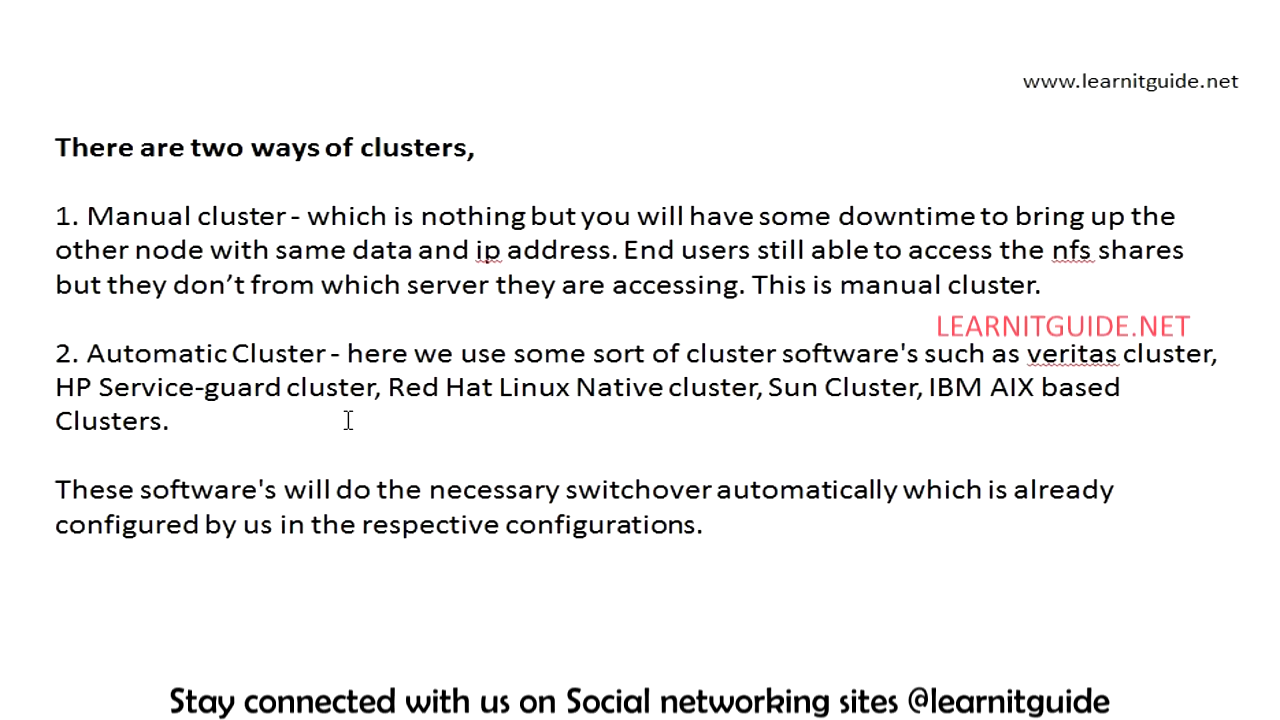 www.learnitguide.net
There are two ways of clusters,
1. Manual cluster - which is nothing but you will have some downtime to bring up the
other node with same data and ip address. End users still able to access the nfs shares
but they don’t from which server they are accessing. This is manual cluster.
LEARNITGUIDE.NET
2. Automatic Cluster - here we use some sort of cluster software's such as veritas cluster,
HP Service-guard cluster, Red Hat Linux Native cluster, Sun Cluster, IBM AIX based
Clusters.
These software's will do the necessary switchover automatically which is already
configured by us in the respective configurations.
Stay connected with us on Social networking sites @learnitguide